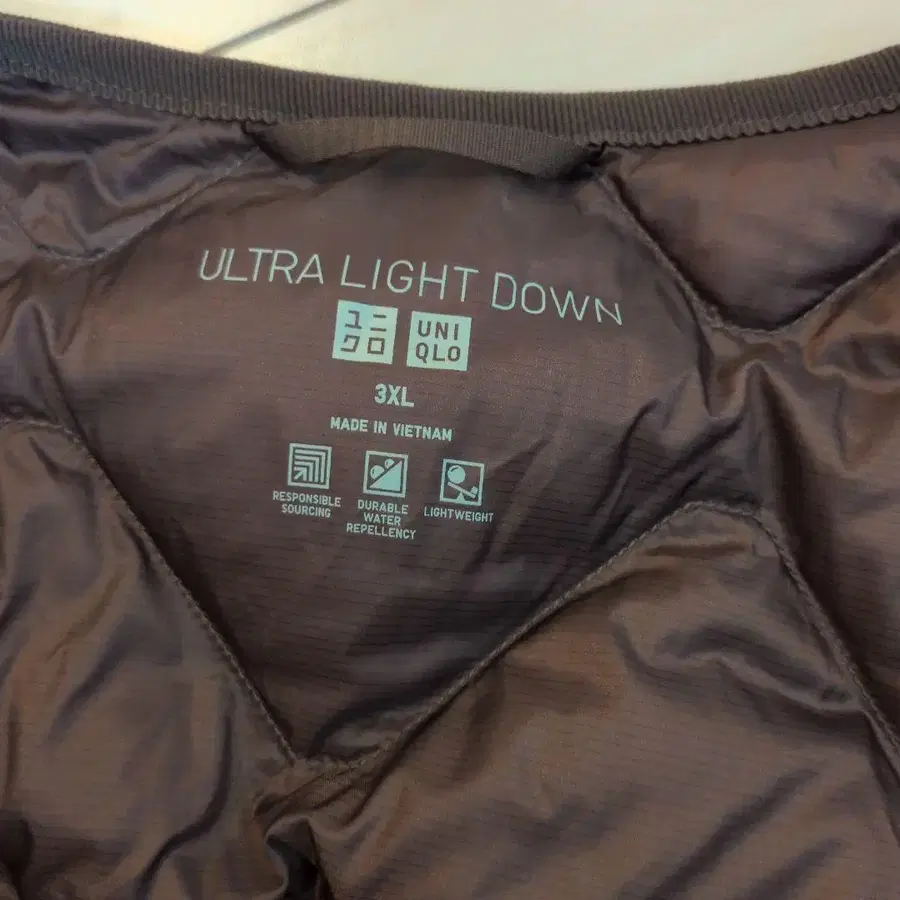 ULTRA LIGHT DOWN
ユニ UNI
クロ QLO
3XL
MADE IN VIETNAM
RESPONSIBLE
SOURCING
DURABLE
WATER
REPELLENCY
LIGHTWEIGHT